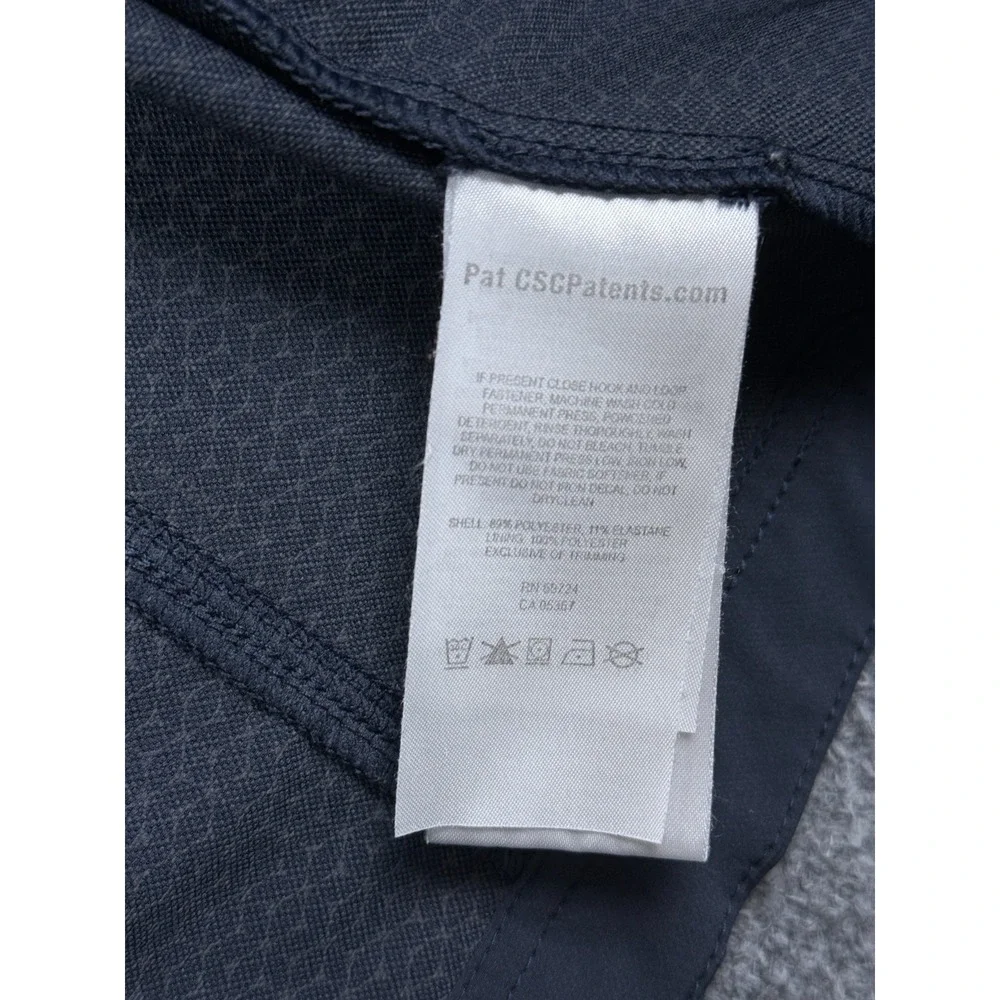 Pat CSCPatents.com
IF PRESENT CLOSE HOOK AND LOOP
FASTENER, MACHINE WASH COLD
PERMANENT PRESS, POWDERED
DETERGENT, RINSE THOROUGHLY, WASH
SEPARATELY, DO NOT BLEACH, TUMBLE
DRY PERMANENT PRESS LOW, IRON LOW,
DO NOT USE FABRIC SOFTENER, IF
PRESENT DO NOT IRON DECAL, DO NOT
DRYCLEAN
SHELL: 89% POLYESTER, 11% ELASTANE
LINING: 100% POLYESTER
EXCLUSIVE OF TRIMMING
RN 69724
CA 05367